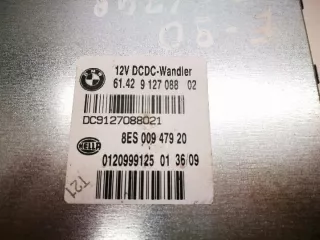 12V DCDC-Wandler
61.42 9 127 088 02
DC9127088021
8ES 009 479 20
HELLA
0120999125 01 36/09
T21